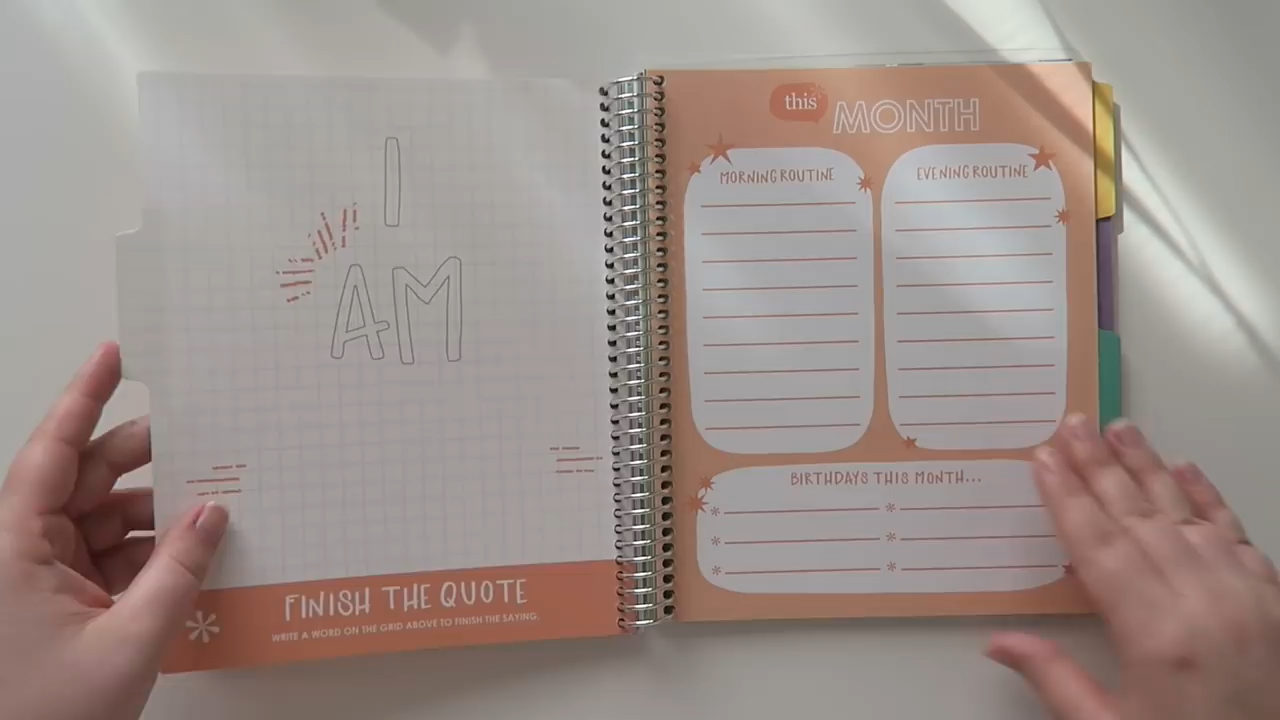 I
AM
FINISH THE QUOTE
WRITE A WORD ON THE GRID ABOVE TO FINISH THE SAYING.
this MONTH
MORNING ROUTINE
EVENING ROUTINE
BIRTHDAYS THIS MONTH...